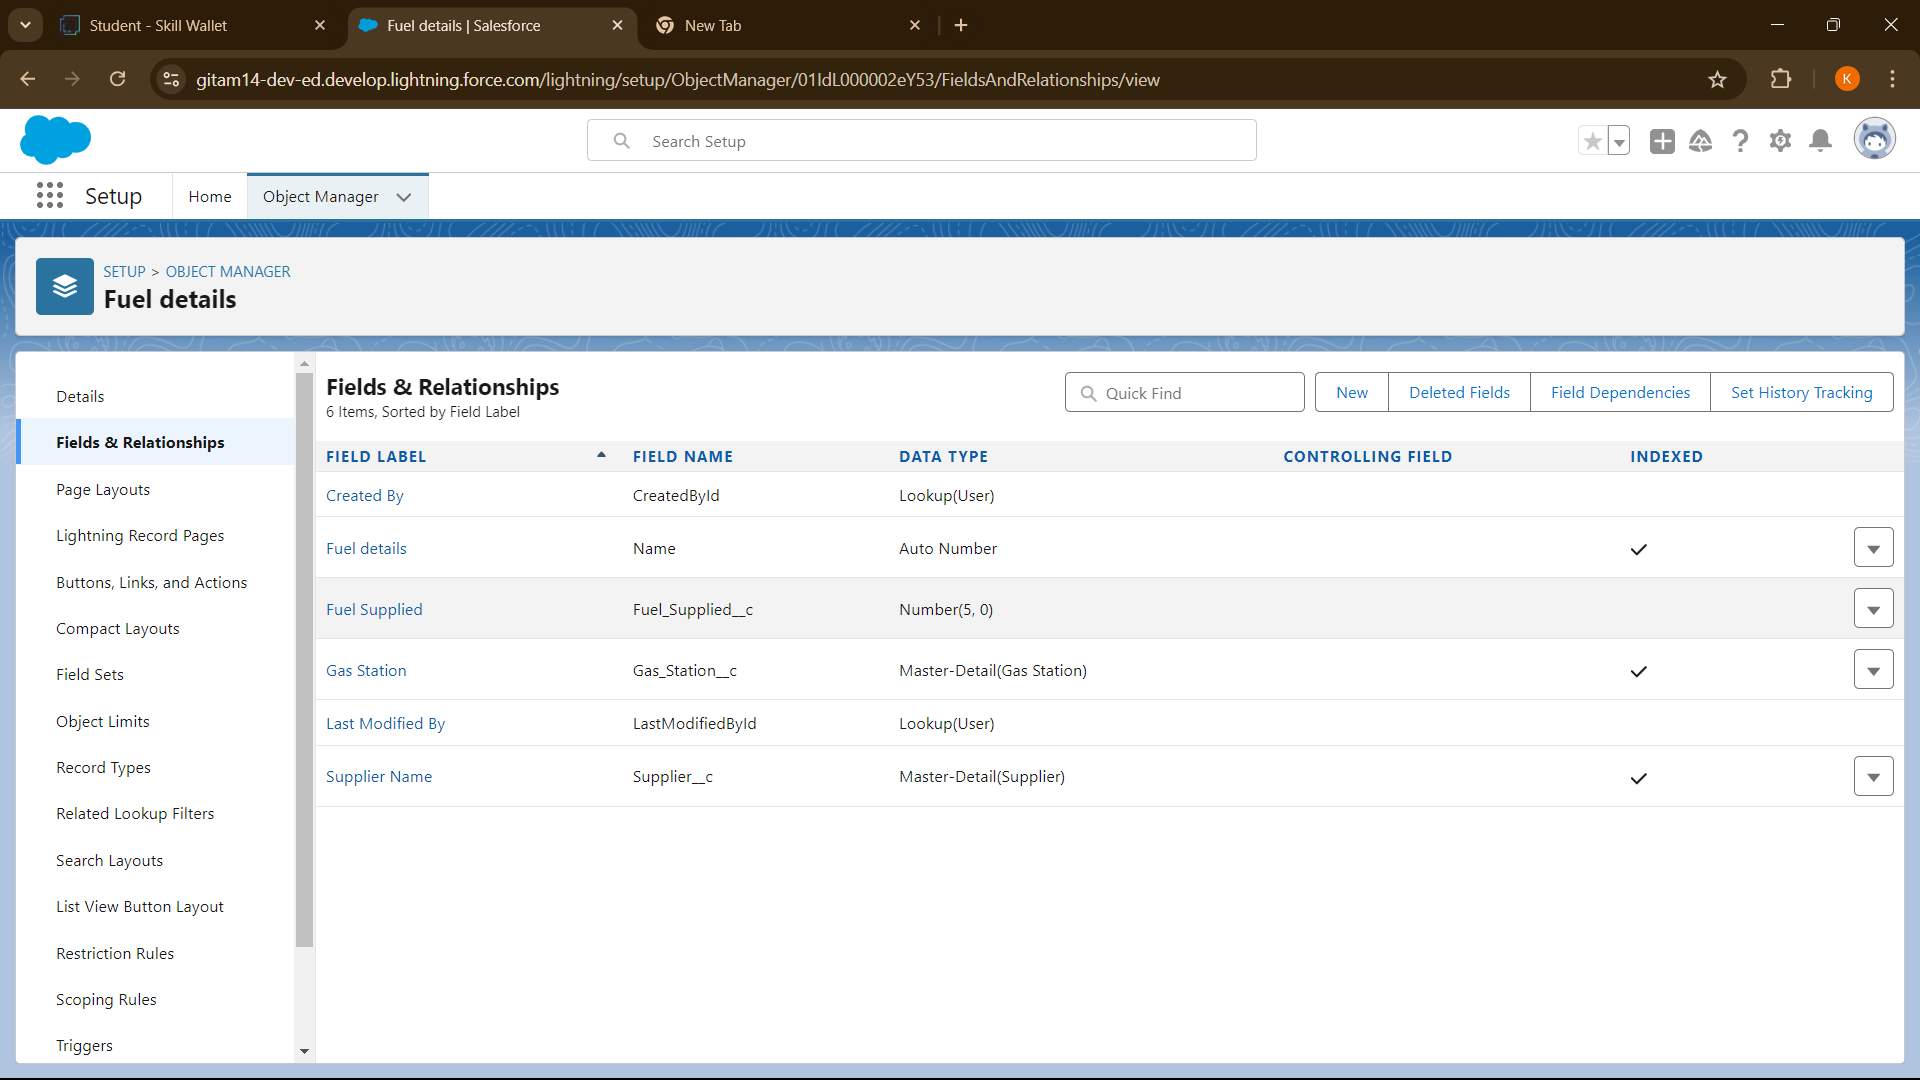 Student - Skill Wallet
Fuel details | Salesforce
New Tab
gitam14-dev-ed.develop.lightning.force.com/lightning/setup/ObjectManager/01IdL000002eY53/FieldsAndRelationships/view
K
Search Setup
Setup
Home
Object Manager
SETUP > OBJECT MANAGER
Fuel details
Details
Fields & Relationships
Page Layouts
Lightning Record Pages
Buttons, Links, and Actions
Compact Layouts
Field Sets
Object Limits
Record Types
Related Lookup Filters
Search Layouts
List View Button Layout
Restriction Rules
Scoping Rules
Triggers
Fields & Relationships
6 Items, Sorted by Field Label
Quick Find
New
Deleted Fields
Field Dependencies
Set History Tracking
FIELD LABEL FIELD NAME DATA TYPE CONTROLLING FIELD INDEXED
Created By CreatedById Lookup(User)
Fuel details Name Auto Number
Fuel Supplied Fuel_Supplied__c Number(5, 0)
Gas Station Gas_Station__c Master-Detail(Gas Station)
Last Modified By LastModifiedById Lookup(User)
Supplier Name Supplier__c Master-Detail(Supplier)